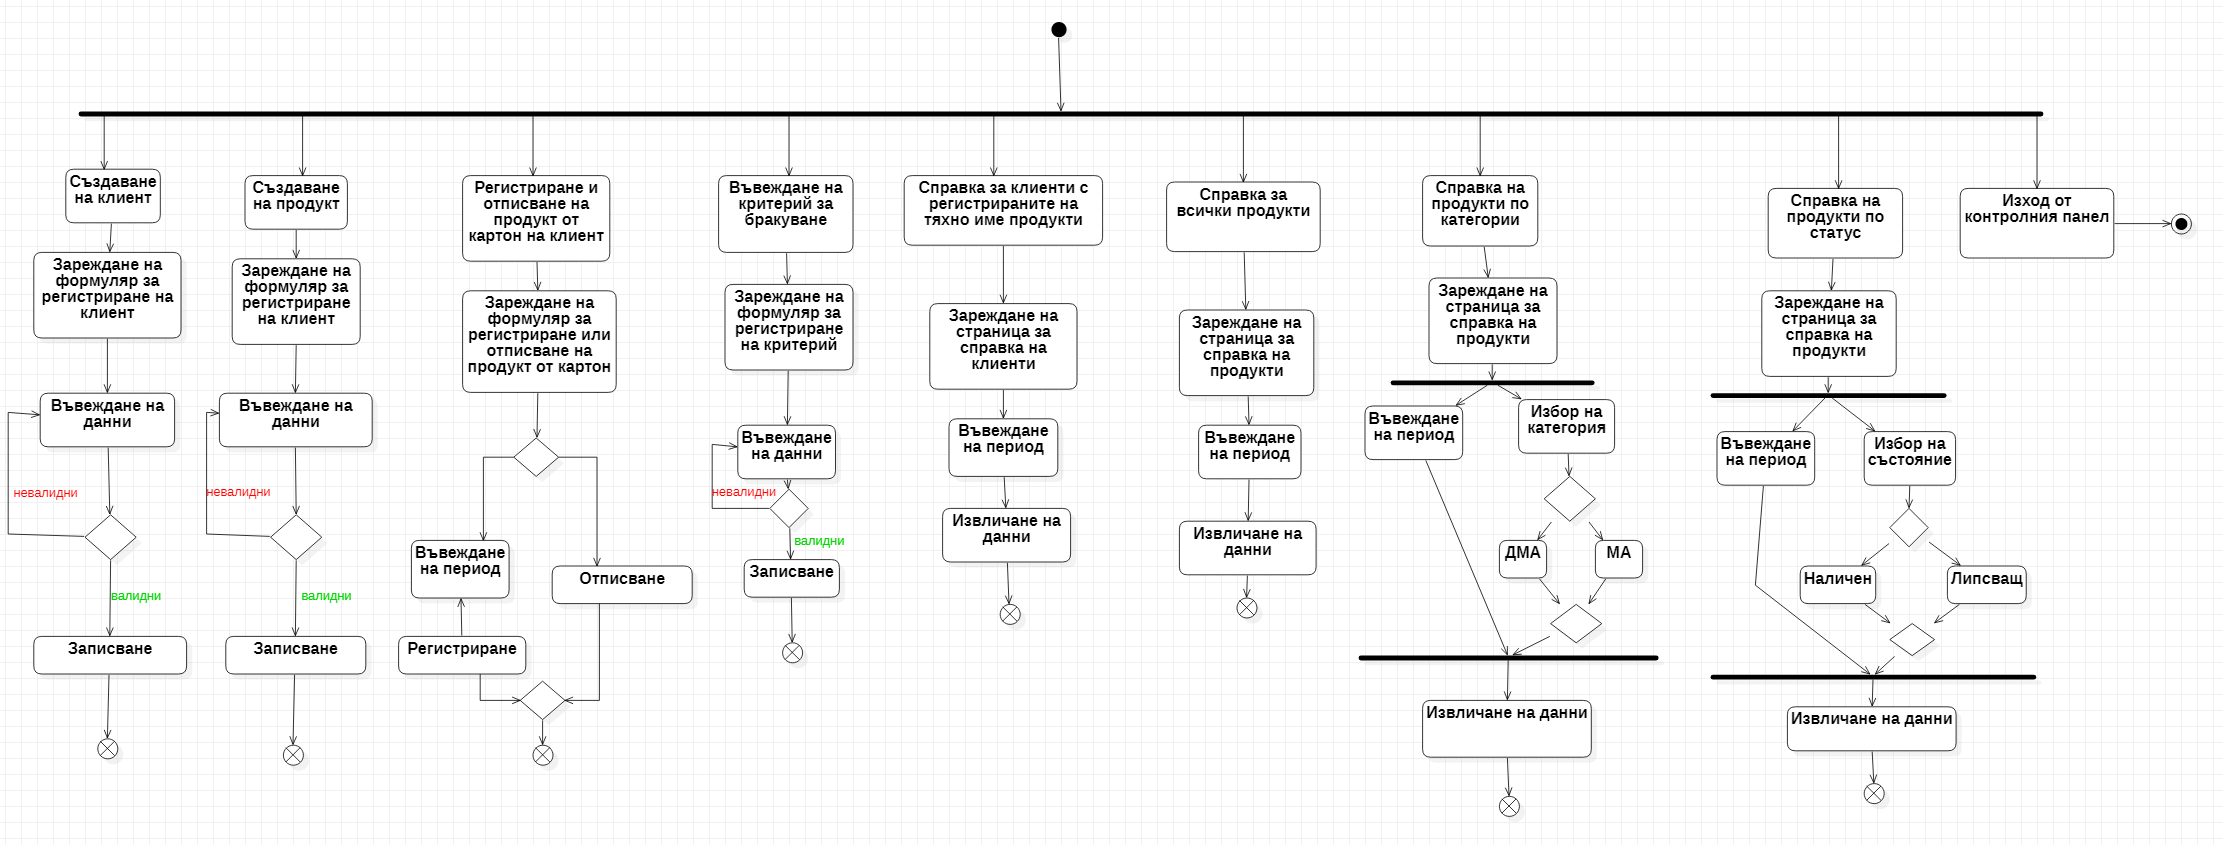 Създаване
на клиент
Зареждане на
формуляр за
регистриране на
клиент
Въвеждане на
данни
невалидни
валидни
Записване
Създаване
на продукт
Зареждане на
формуляр за
регистриране
на клиент
Въвеждане на
данни
невалидни
валидни
Записване
Регистриране и
отписване на
продукт от
картон на клиент
Зареждане на
формуляр за
регистриране или
отписване на
продукт от картон
Въвеждане
на период
Отписване
Регистриране
Въвеждане на
критерий за
бракуване
Зареждане на
формуляр за
регистриране
на критерий
Въвеждане
на данни
невалидни
валидни
Записване
Справка за клиенти с
регистрираните на
тяхно име продукти
Зареждане на
страница за
справка на
клиенти
Въвеждане
на период
Извличане на
данни
Справка за
всички продукти
Зареждане на
страница за
справка на
продукти
Въвеждане
на период
Извличане на
данни
Справка на
продукти по
категории
Зареждане на
страница за
справка на
продукти
Въвеждане
на период
Избор на
категория
ДМА
МА
Извличане на данни
Справка на
продукти по
статус
Зареждане на
страница за
справка на
продукти
Въвеждане
на период
Избор на
състояние
Наличен
Липсващ
Извличане на данни
Изход от
контролния панел